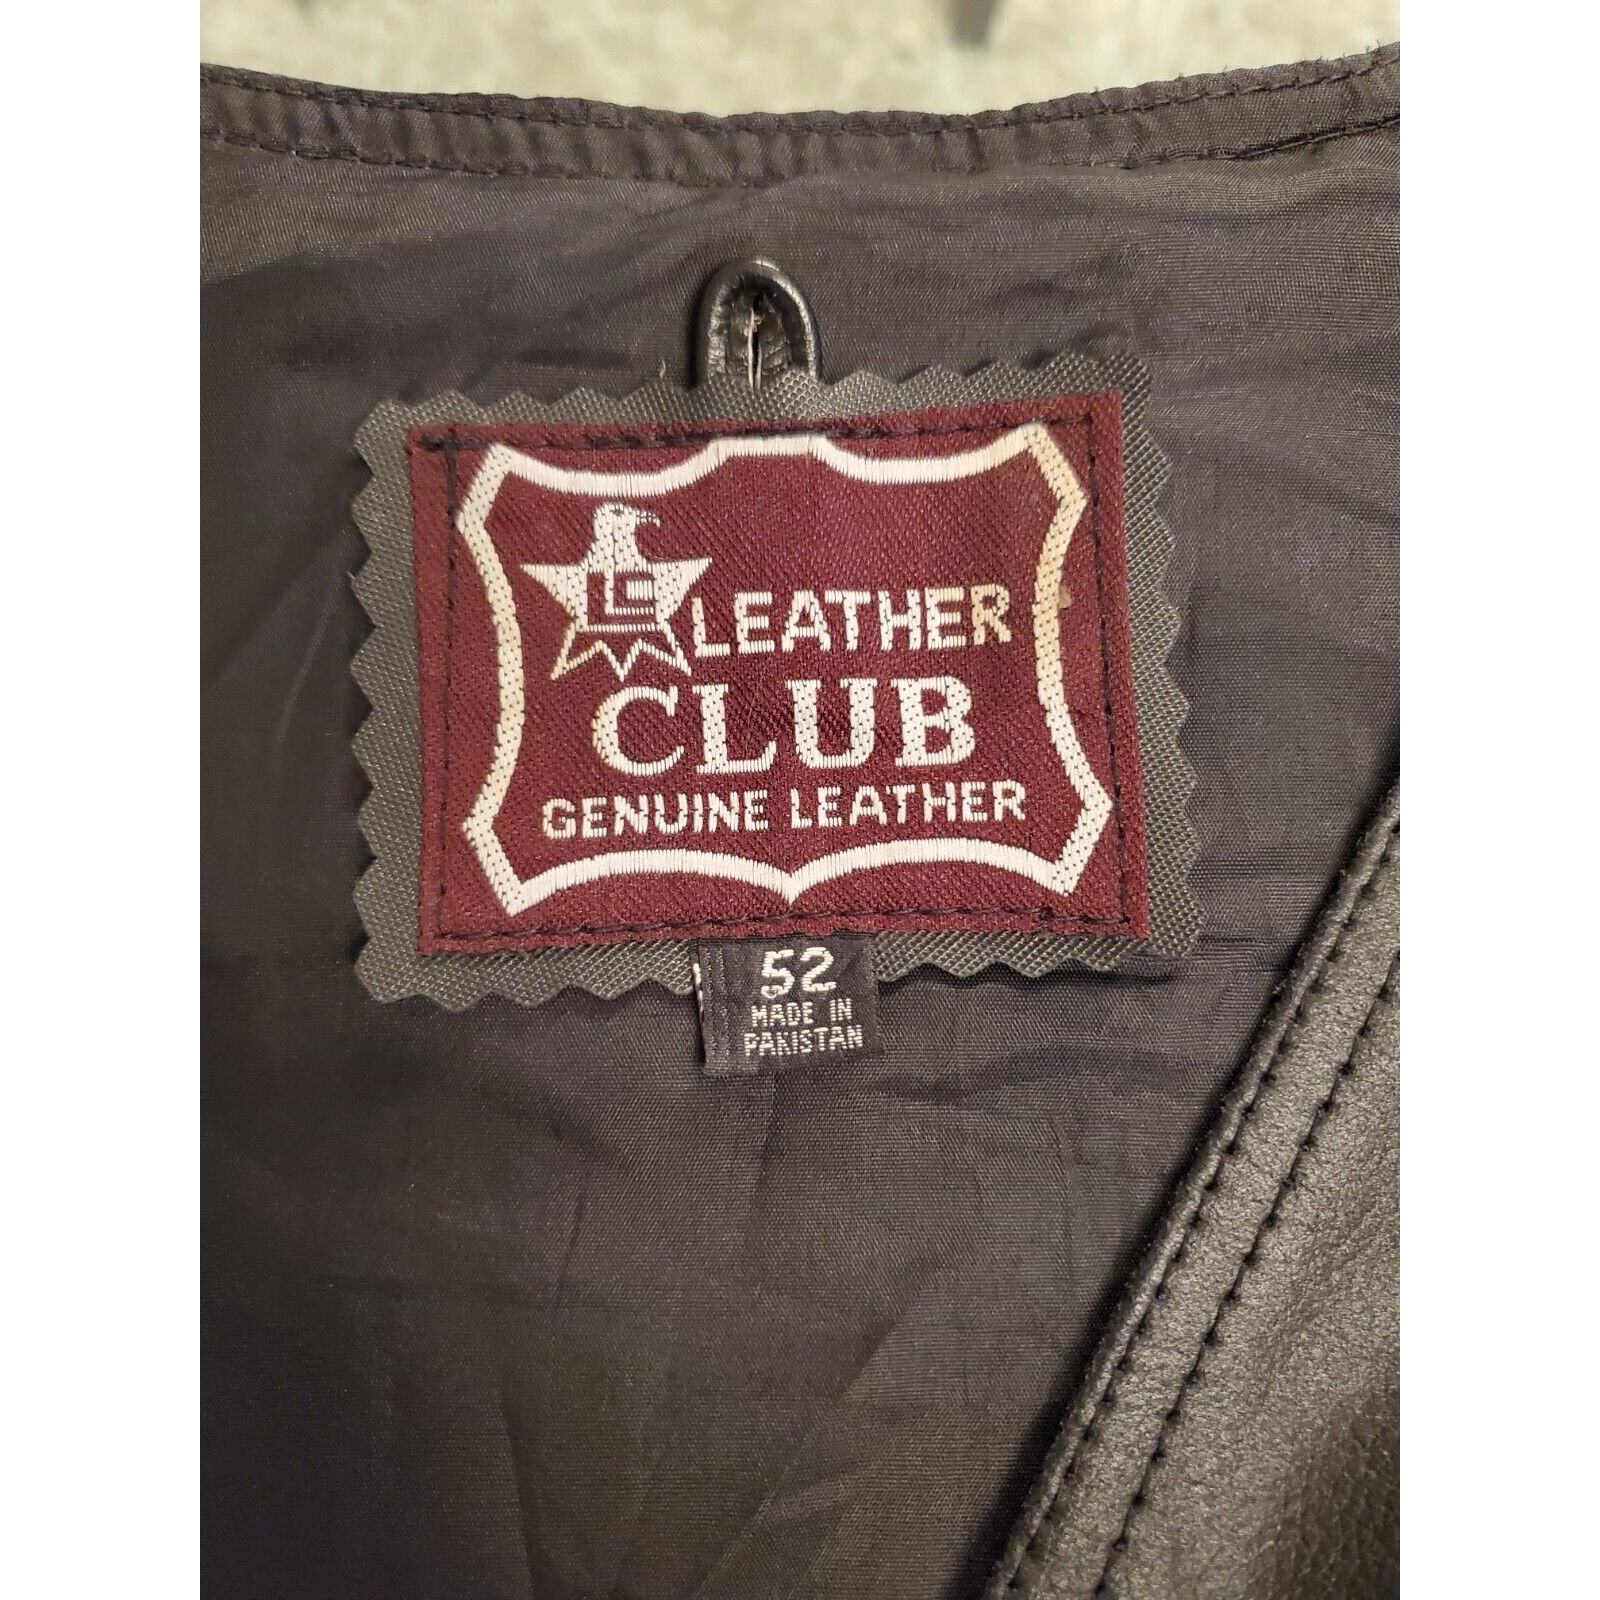 LC
LEATHER
CLUB
GENUINE LEATHER
52
MADE IN
PAKISTAN